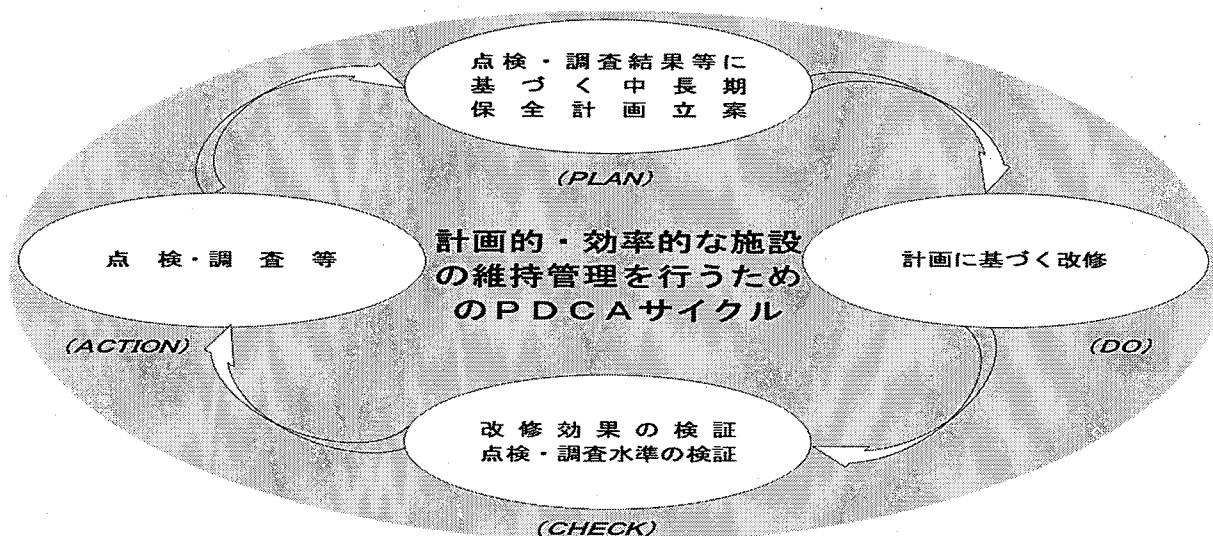 点検・調査結果等に
基づく中長期
保全計画立案
(PLAN)
計画的・効率的な施設
の維持管理を行うため
のPDCAサイクル
点検・調査等
(ACTION)
計画に基づく改修
(DO)
改修効果の検証
点検・調査水準の検証
(CHECK)